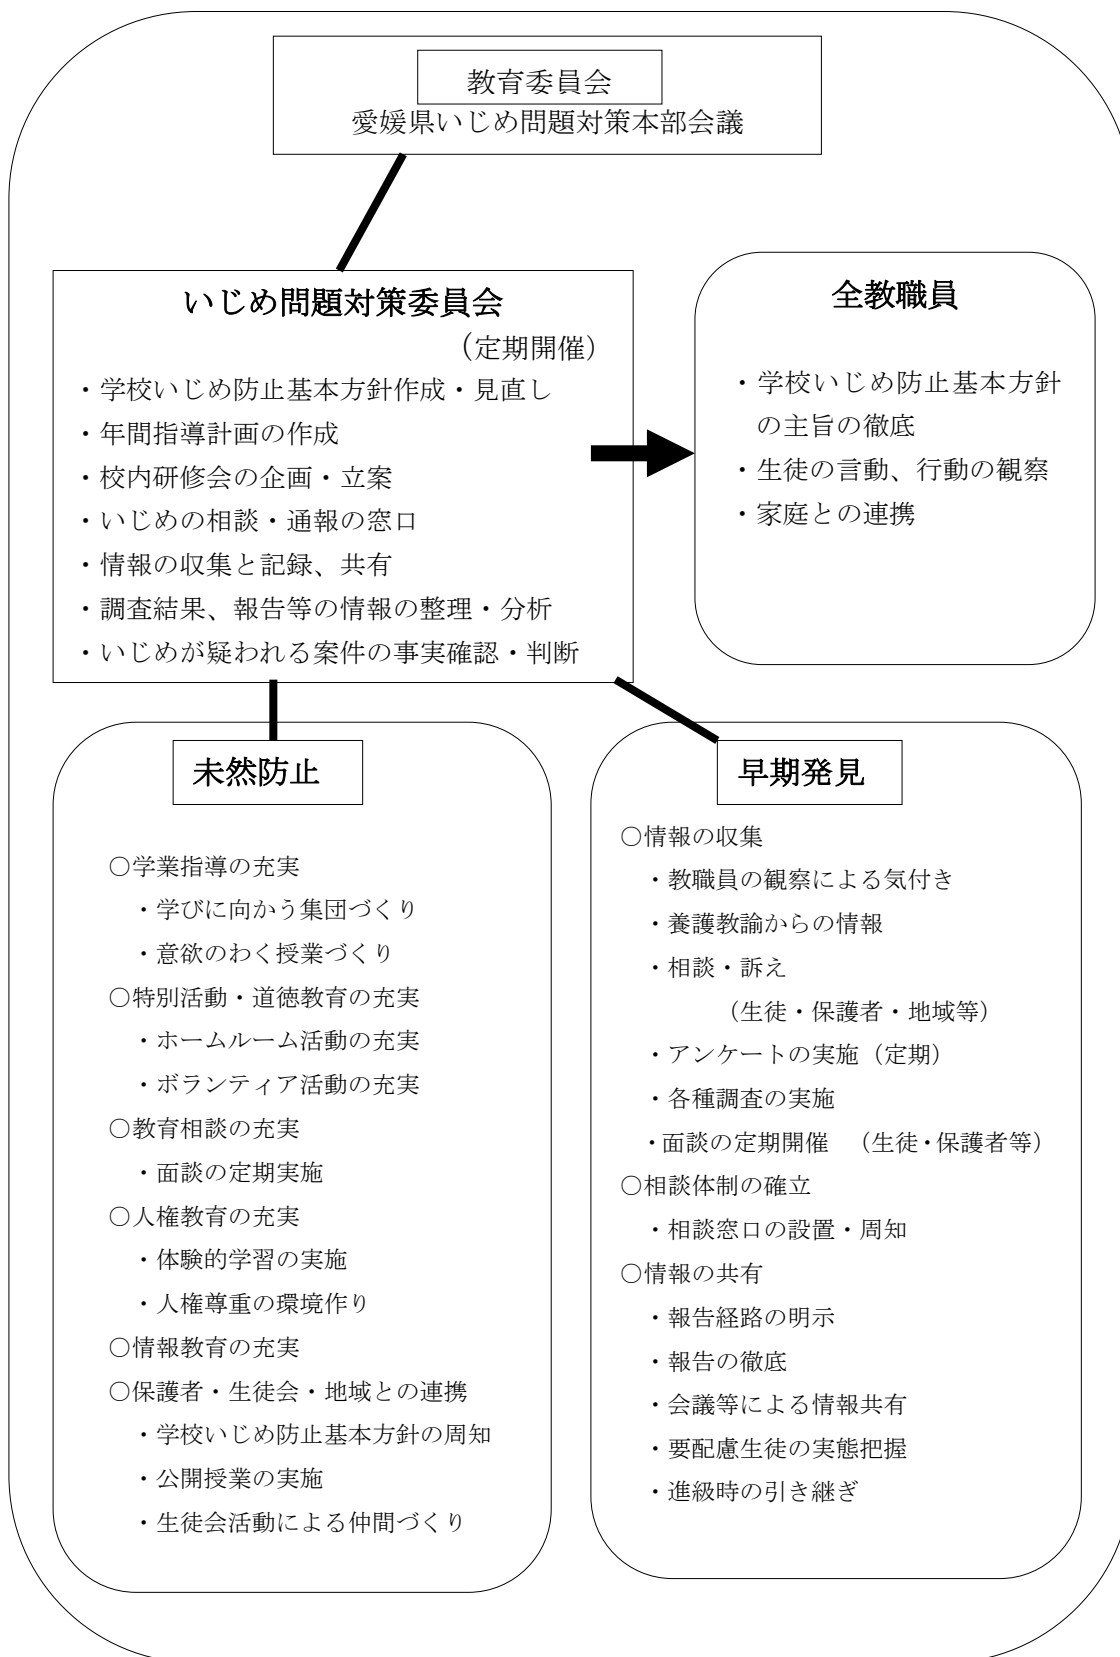 教育委員会
愛媛県いじめ問題対策本部会議
いじめ問題対策委員会
（定期開催）
・学校いじめ防止基本方針作成・見直し
・年間指導計画の作成
・校内研修会の企画・立案
・いじめの相談・通報の窓口
・情報の収集と記録、共有
・調査結果、報告等の情報の整理・分析
・いじめが疑われる案件の事実確認・判断
全教職員
・学校いじめ防止基本方針
の主旨の徹底
・生徒の言動、行動の観察
・家庭との連携
未然防止
○学業指導の充実
・学びに向かう集団づくり
・意欲のわく授業づくり
○特別活動・道徳教育の充実
・ホームルーム活動の充実
・ボランティア活動の充実
○教育相談の充実
・面談の定期実施
○人権教育の充実
・体験的学習の実施
・人権尊重の環境作り
○情報教育の充実
○保護者・生徒会・地域との連携
・学校いじめ防止基本方針の周知
・公開授業の実施
・生徒会活動による仲間づくり
早期発見
○情報の収集
・教職員の観察による気付き
・養護教諭からの情報
・相談・訴え
（生徒・保護者・地域等）
・アンケートの実施（定期）
・各種調査の実施
・面談の定期開催　（生徒・保護者等）
○相談体制の確立
・相談窓口の設置・周知
○情報の共有
・報告経路の明示
・報告の徹底
・会議等による情報共有
・要配慮生徒の実態把握
・進級時の引き継ぎ